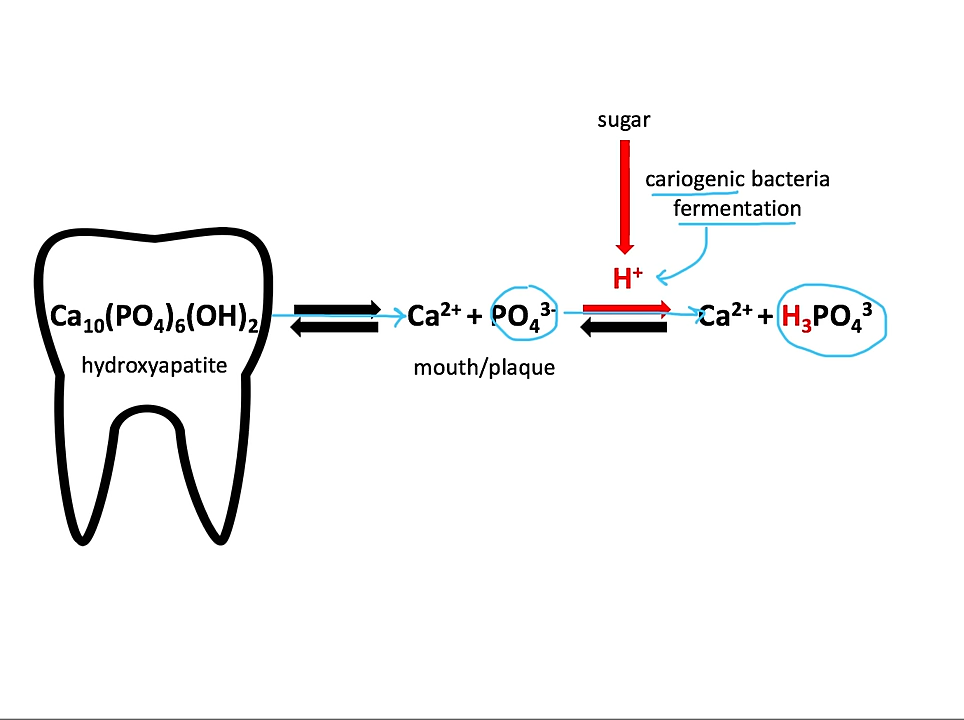 sugar
cariogenic bacteria
fermentation
H⁺
Ca₁₀(PO₄)₆(OH)₂
Ca²⁺ + PO₄³⁻
Ca²⁺ + H₃PO₄³
hydroxyapatite
mouth/plaque